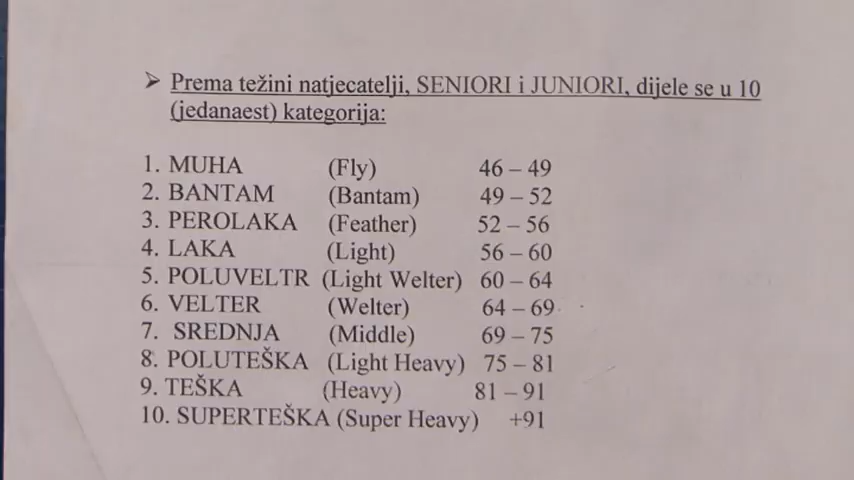 ➢ Prema težini natjecatelji, SENIORI i JUNIORI, dijele se u 10
(jedanaest) kategorija:
1. MUHA (Fly) 46 – 49
2. BANTAM (Bantam) 49 – 52
3. PEROLAKA (Feather) 52 – 56
4. LAKA (Light) 56 – 60
5. POLUVELTR (Light Welter) 60 – 64
6. VELTER (Welter) 64 – 69
7. SREDNJA (Middle) 69 – 75
8. POLUTEŠKA (Light Heavy) 75 – 81
9. TEŠKA (Heavy) 81 – 91
10. SUPERTEŠKA (Super Heavy) +91